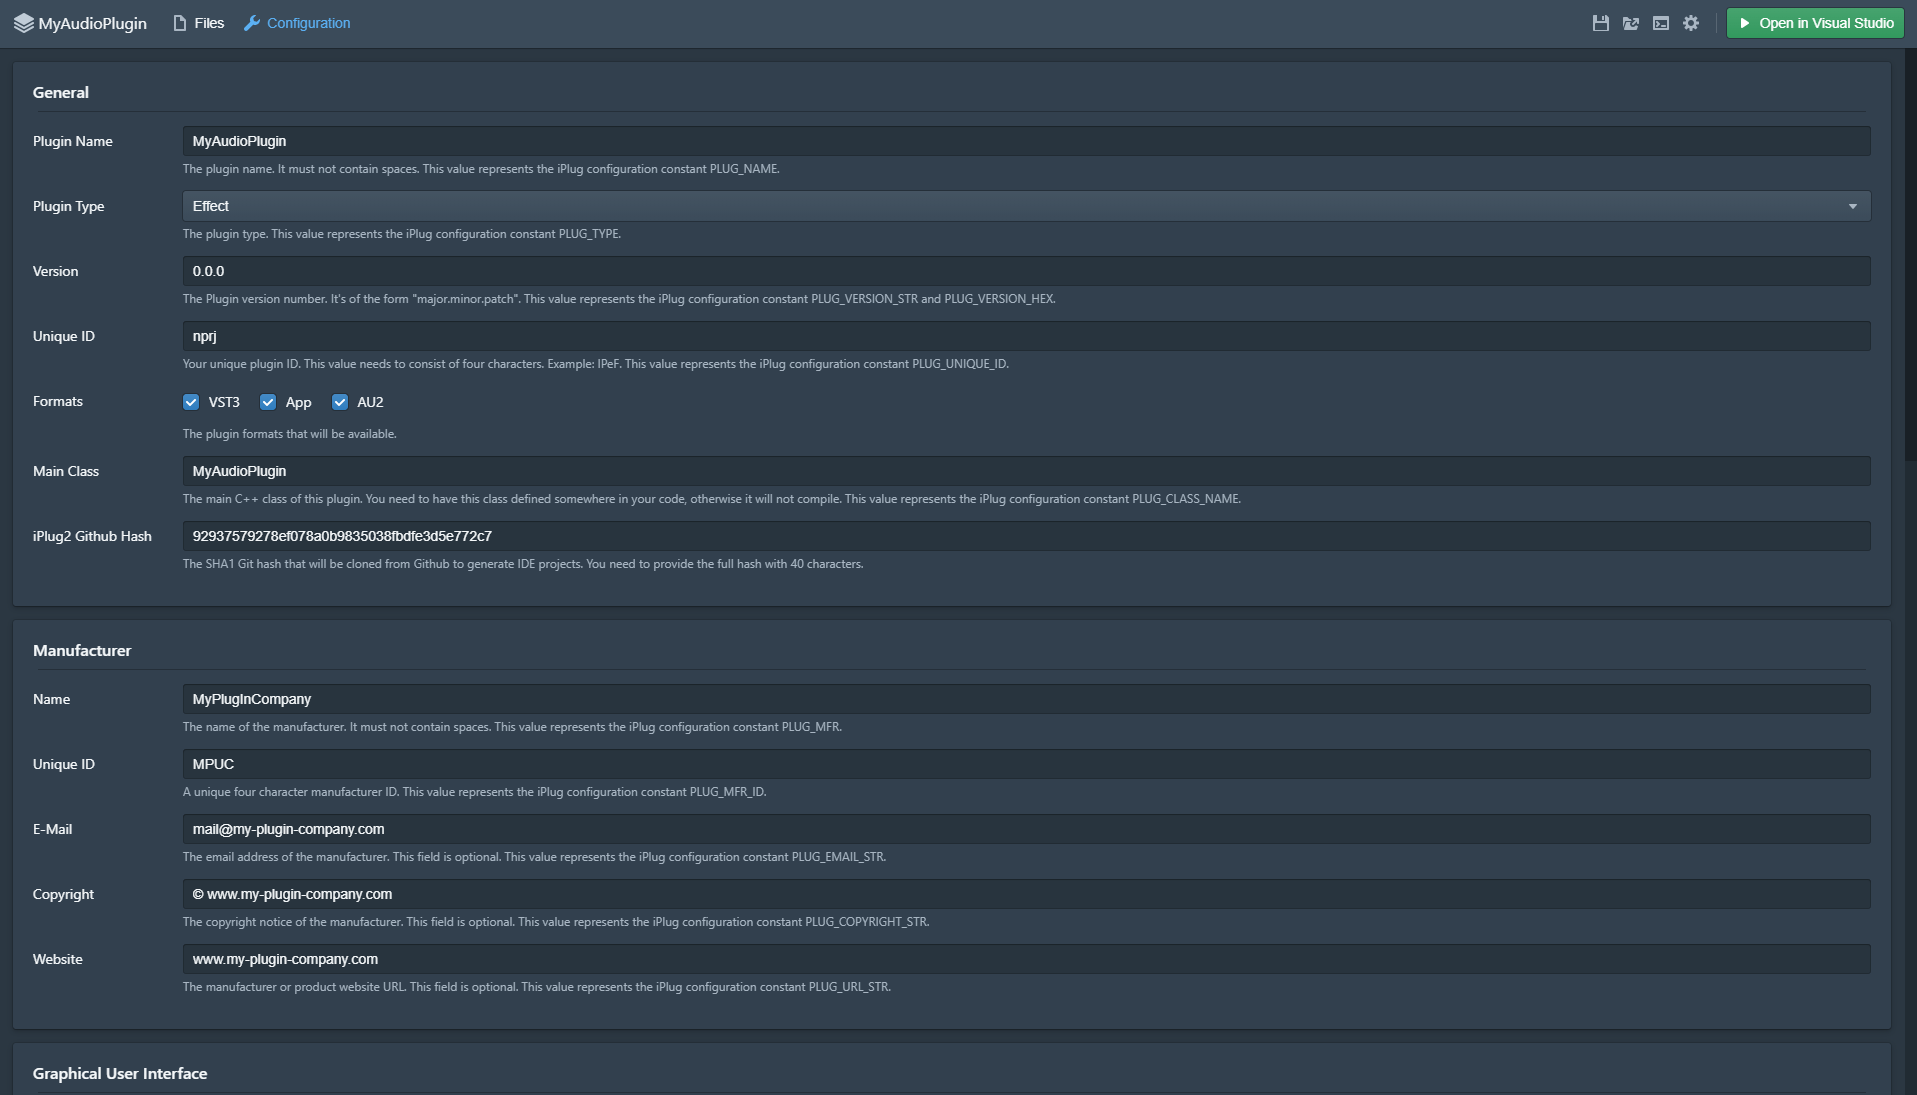 MyAudioPlugin Files Configuration Open in Visual Studio
General
Plugin Name MyAudioPlugin
The plugin name. It must not contain spaces. This value represents the iPlug configuration constant PLUG_NAME.
Plugin Type Effect
The plugin type. This value represents the iPlug configuration constant PLUG_TYPE.
Version 0.0.0
The Plugin version number. It's of the form "major.minor.patch". This value represents the iPlug configuration constant PLUG_VERSION_STR and PLUG_VERSION_HEX.
Unique ID nprj
Your unique plugin ID. This value needs to consist of four characters. Example: IPeF. This value represents the iPlug configuration constant PLUG_UNIQUE_ID.
Formats VST3 App AU2
The plugin formats that will be available.
Main Class MyAudioPlugin
The main C++ class of this plugin. You need to have this class defined somewhere in your code, otherwise it will not compile. This value represents the iPlug configuration constant PLUG_CLASS_NAME.
iPlug2 Github Hash 92937579278ef078a0b9835038fbdfe3d5e772c7
The SHA1 Git hash that will be cloned from Github to generate IDE projects. You need to provide the full hash with 40 characters.
Manufacturer
Name MyPlugInCompany
The name of the manufacturer. It must not contain spaces. This value represents the iPlug configuration constant PLUG_MFR.
Unique ID MPUC
A unique four character manufacturer ID. This value represents the iPlug configuration constant PLUG_MFR_ID.
E-Mail mail@my-plugin-company.com
The email address of the manufacturer. This field is optional. This value represents the iPlug configuration constant PLUG_EMAIL_STR.
Copyright © www.my-plugin-company.com
The copyright notice of the manufacturer. This field is optional. This value represents the iPlug configuration constant PLUG_COPYRIGHT_STR.
Website www.my-plugin-company.com
The manufacturer or product website URL. This field is optional. This value represents the iPlug configuration constant PLUG_URL_STR.
Graphical User Interface